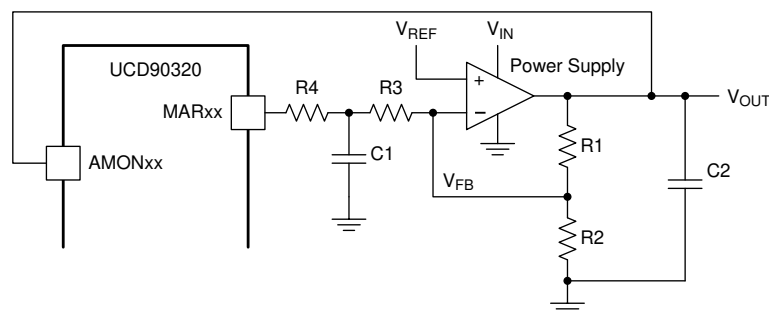 V_REF
V_IN
UCD90320
Power Supply
R4
R3
MARxx
+
−
V_OUT
R1
C1
AMONxx
C2
V_FB
R2